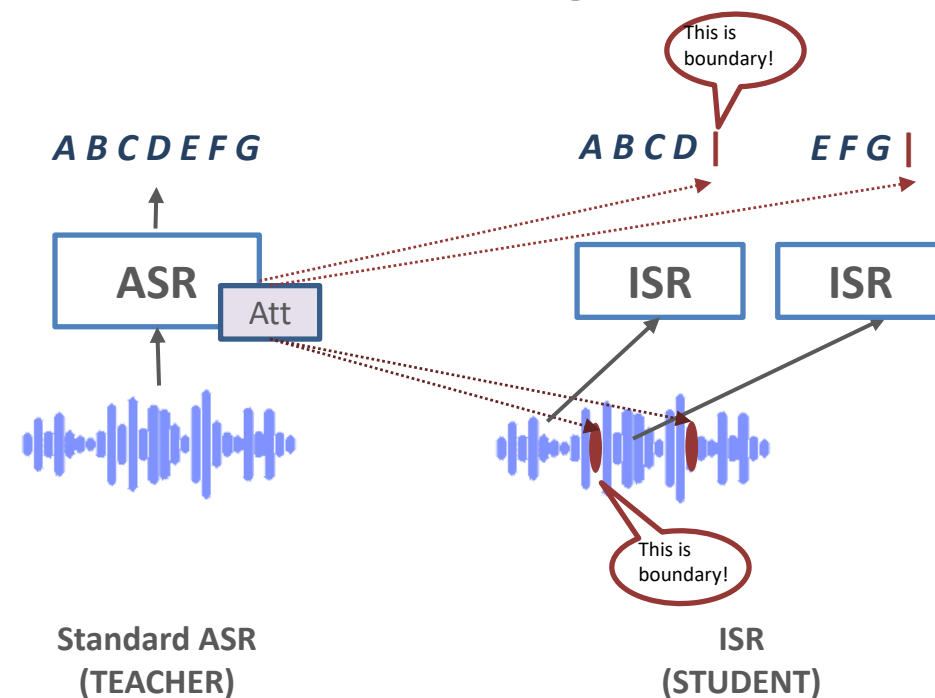 This is
boundary!
A B C D E F G
A B C D |
E F G |
ASR
Att
ISR
ISR
This is
boundary!
Standard ASR
(TEACHER)
ISR
(STUDENT)